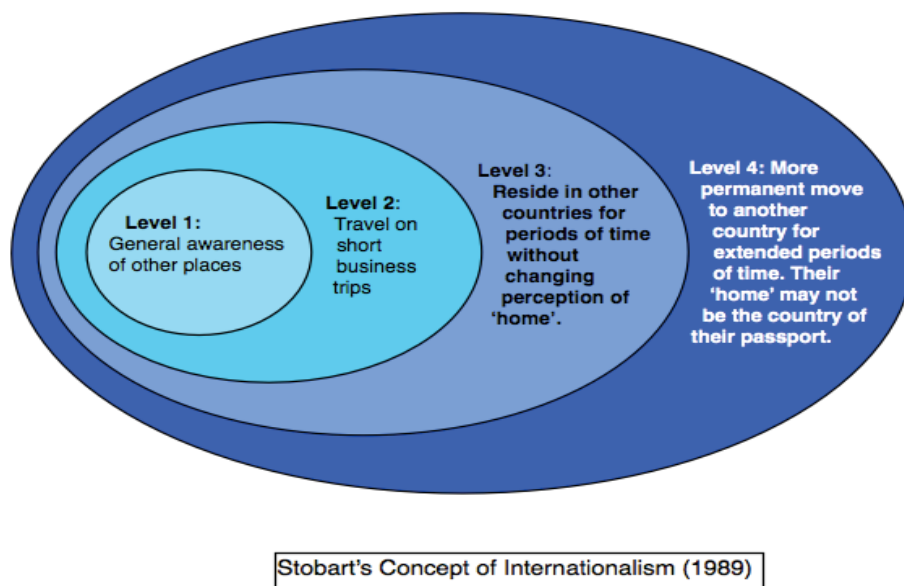 Level 1:
General awareness
of other places
Level 2:
Travel on
short
business
trips
Level 3:
Reside in other
countries for
periods of time
without
changing
perception of
‘home’.
Level 4: More
permanent move
to another
country for
extended periods
of time. Their
‘home’ may not
be the country of
their passport.
Stobart’s Concept of Internationalism (1989)